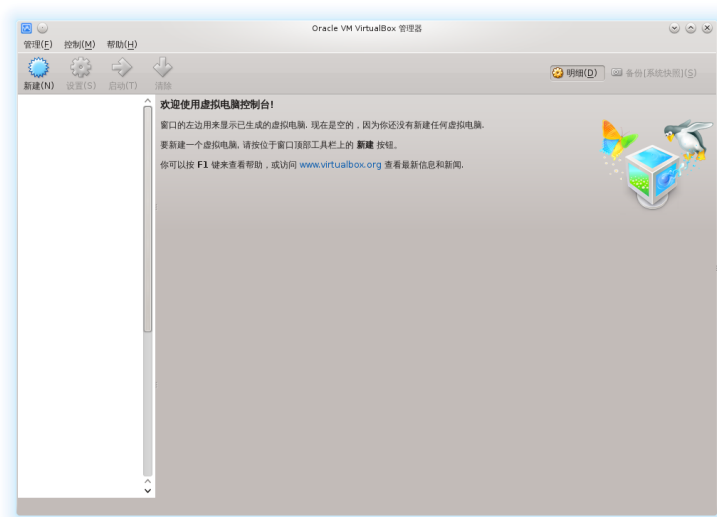 Oracle VM VirtualBox 管理器
管理(F) 控制(M) 帮助(H)
新建(N) 设置(S) 启动(T) 清除
明细(D) 备份[系统快照](S)
欢迎使用虚拟电脑控制台!
窗口的左边用来显示已生成的虚拟电脑. 现在是空的，因为你还没有新建任何虚拟电脑.
要新建一个虚拟电脑, 请按位于窗口顶部工具栏上的 新建 按钮。
你可以按 F1 键来查看帮助，或访问 www.virtualbox.org 查看最新信息和新闻.